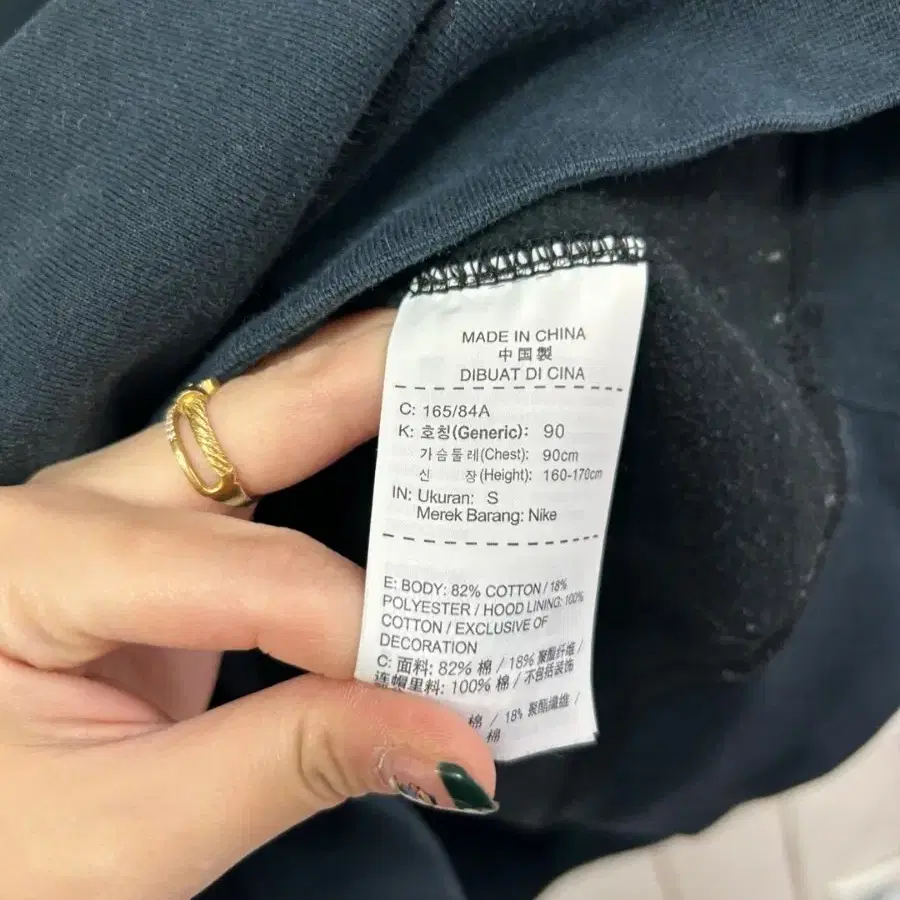 MADE IN CHINA
中国製
DIBUAT DI CINA
C: 165/84A
K: 호칭(Generic): 90
가슴둘레(Chest): 90cm
신 장(Height): 160-170cm
IN: Ukuran: S
Merek Barang: Nike
E: BODY: 82% COTTON / 18%
POLYESTER / HOOD LINING: 100%
COTTON / EXCLUSIVE OF
DECORATION
C: 面料: 82% 棉 / 18% 聚酯纤维 /
连帽里料: 100% 棉 / 不包括装饰
棉 / 18% 聚酯纖維 /
棉